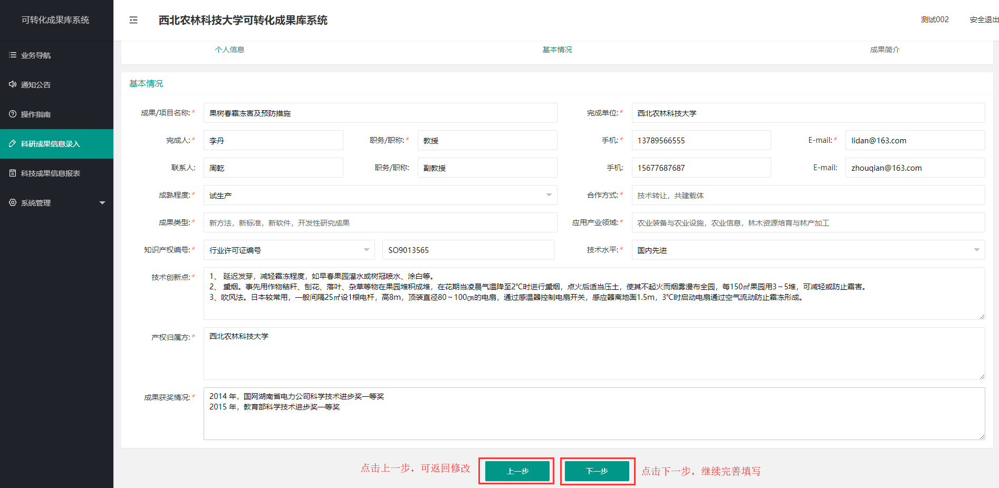 可转化成果库系统
西北农林科技大学可转化成果库系统
测试002
安全退出
业务导航
通知公告
操作指南
科研成果信息录入
科技成果信息报表
系统管理
个人信息
基本情况
成果简介
基本情况
成果/项目名称:* 果树春霜冻害及预防措施
完成单位:* 西北农林科技大学
完成人:* 李丹
职务/职称:* 教授
手机:* 13789566555
E-mail:* lidan@163.com
联系人: 周乾
职务/职称: 副教授
手机: 15677687687
E-mail: zhouqian@163.com
成熟程度:* 试生产
合作方式:* 技术转让，共建载体
成果类型:* 新方法，新标准，新软件，开发性研究成果
应用产业领域:* 农业装备与农业设施，农业信息，林木资源培育与林产加工
知识产权编号:* 行业许可证编号 SO9013565
技术水平:* 国内先进
技术创新点:*
1、 延迟发芽，减轻霜冻程度，如早春果园灌水或树冠喷水、涂白等。
2、 熏烟。事先用作物秸秆、刨花、落叶、杂草等物在果园堆积成堆，在花期当凌晨气温降至2℃时进行熏烟，点火后适当压土，使其不起火而烟雾漫布全园，每150㎡果园用3～5堆，可减轻或防止霜害。
3、吹风法。日本较常用，一般间隔25㎡设1根电杆，高8m，顶装直径80～100㎝的电扇，通过感温器控制电扇开关，感应器离地面1.5m，3℃时启动电扇通过空气流动防止霜冻形成。
产权归属方:* 西北农林科技大学
成果获奖情况:*
2014 年，国网湖南省电力公司科学技术进步奖一等奖
2015 年，教育部科学技术进步奖一等奖
点击上一步，可返回修改
上一步
下一步
点击下一步，继续完善填写